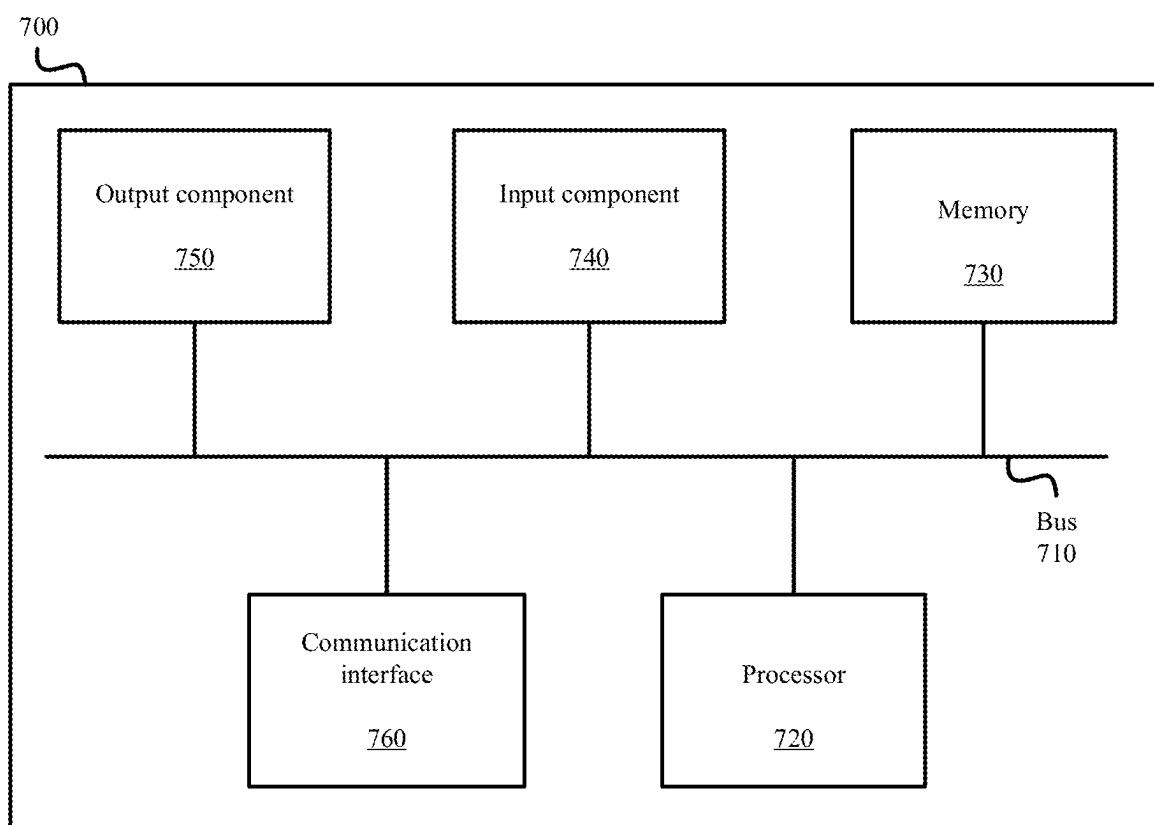 700
Output component
750
Input component
740
Memory
730
Bus
710
Communication
interface
760
Processor
720